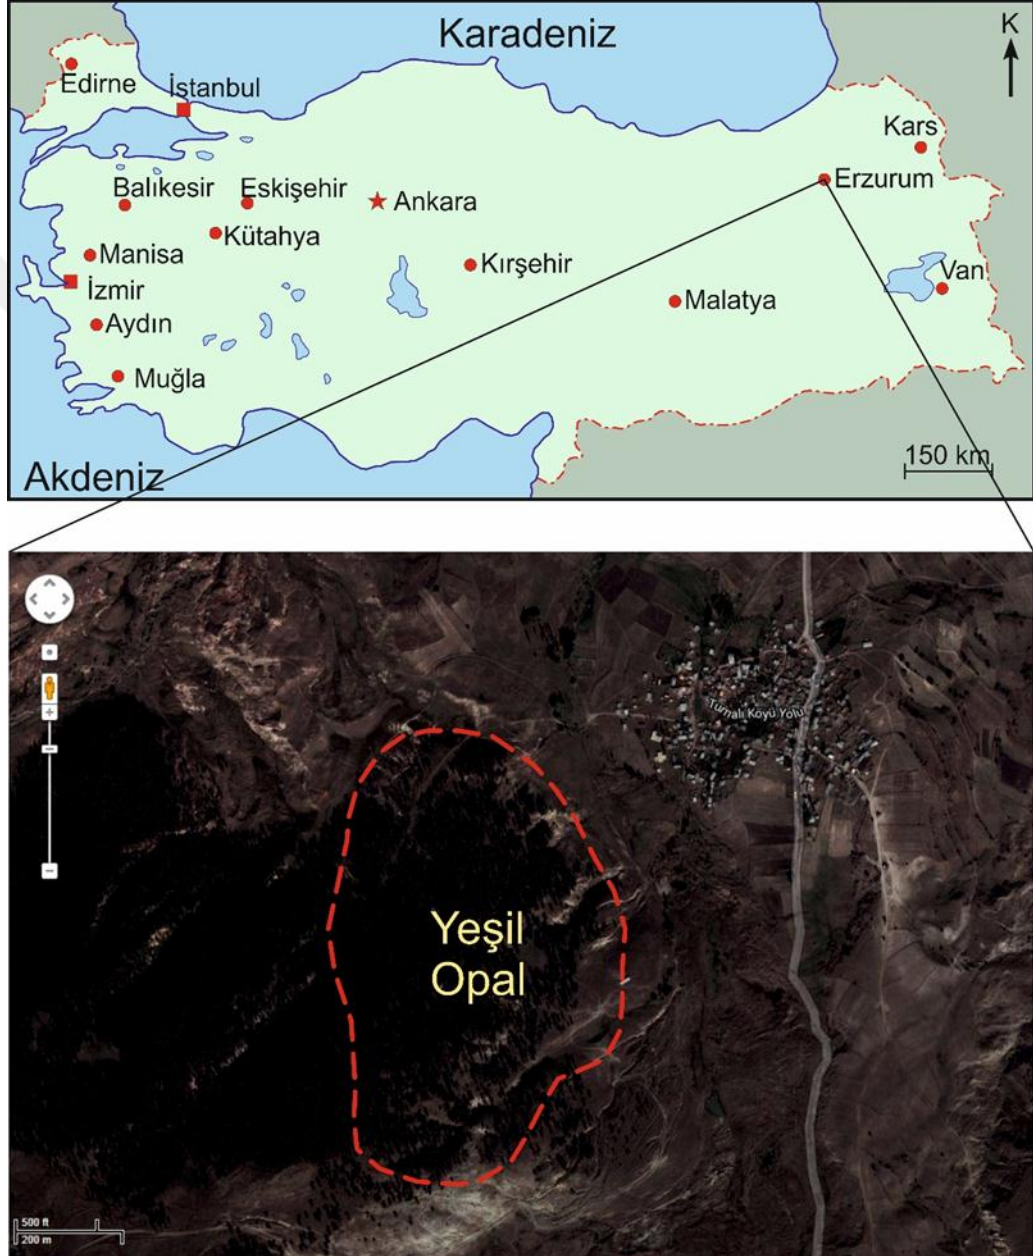 Karadeniz
K
Edirne
İstanbul
Kars
Erzurum
Balıkesir
Eskişehir
Ankara
Kütahya
Manisa
Kırşehir
Van
İzmir
Malatya
Aydın
Muğla
150 km
Akdeniz
Turnalı Köyü Yolu
Yeşil
Opal
500 ft
200 m